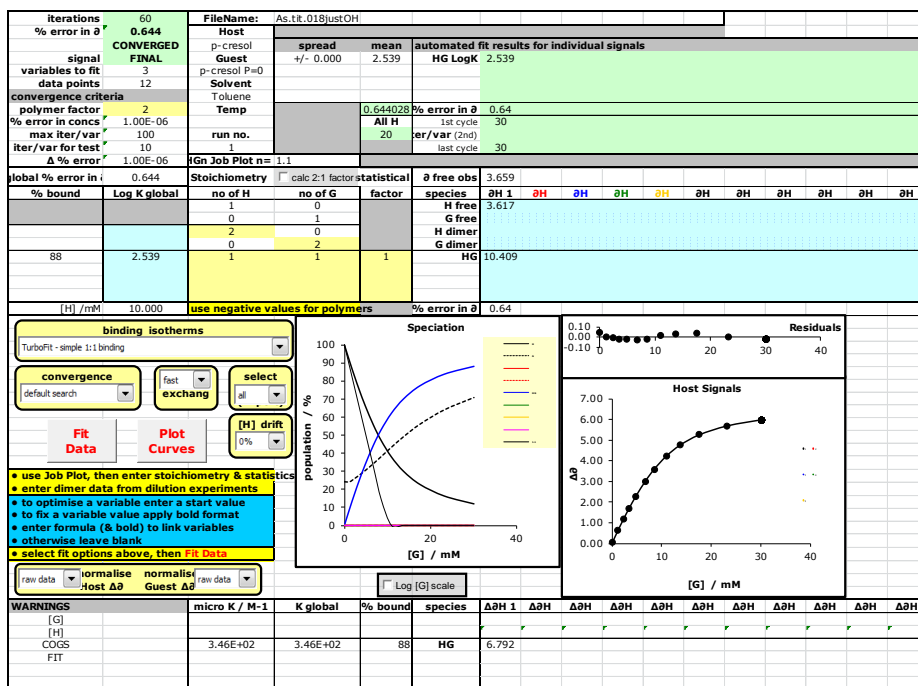 iterations 60 FileName: As.tit.018justOH
% error in ∂ 0.644 Host
CONVERGED p-cresol spread mean automated fit results for individual signals
signal FINAL Guest +/- 0.000 2.539 HG LogK 2.539
variables to fit 3 p-cresol P=0
data points 12 Solvent
convergence criteria Toluene
polymer factor 2 Temp 0.644028 % error in ∂ 0.64
% error in concs 1.00E-06 All H 1st cycle 30
max iter/var 100 run no. 20 ter/var (2nd)
iter/var for test 10 1 last cycle 30
Δ % error 1.00E-06 HGn Job Plot n= 1.1
global % error in 0.644 Stoichiometry calc 2:1 factor statistical ∂ free obs 3.659
% bound Log K global no of H no of G factor species ∂H 1 ∂H ∂H ∂H ∂H ∂H ∂H ∂H ∂H ∂H
1 0 H free 3.617
0 1 G free
2 0 H dimer
0 2 G dimer
88 2.539 1 1 1 HG 10.409
[H] /mM 10.000 use negative values for polymers % error in ∂ 0.64
binding isotherms
TurboFit - simple 1:1 binding
convergence
default search
fast
exchang
select
all
[H] drift
0%
Fit
Data
Plot
Curves
• use Job Plot, then enter stoichiometry & statistics
• enter dimer data from dilution experiments
• to optimise a variable enter a start value
• to fix a variable value apply bold format
• enter formula (& bold) to link variables
• otherwise leave blank
• select fit options above, then Fit Data
raw data normalise normalis raw data
Host Δ∂ Guest Δ∂
Speciation
population / %
100
90
80
70
60
50
40
30
20
10
0
0 10 20 30 40
[G] / mM
Log [G] scale
Residuals
0.10
0.00
-0.10
0 10 20 30 40
Host Signals
Δ∂
7.00
6.00
5.00
4.00
3.00
2.00
1.00
0.00
0 10 20 30 40
[G] / mM
WARNINGS micro K / M-1 K global % bound species Δ∂H 1 Δ∂H Δ∂H Δ∂H Δ∂H Δ∂H Δ∂H Δ∂H Δ∂H Δ∂H
[G]
[H]
COGS 3.46E+02 3.46E+02 88 HG 6.792
FIT